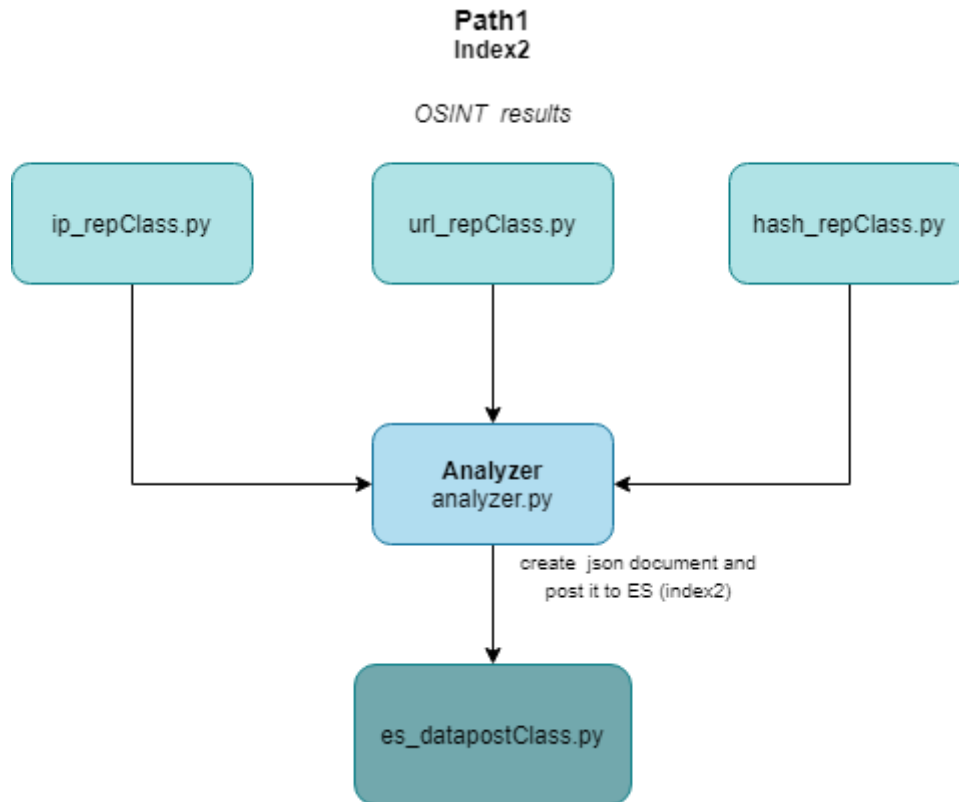 Path1
Index2
OSINT results
ip_repClass.py
url_repClass.py
hash_repClass.py
Analyzer
analyzer.py
create json document and
post it to ES (index2)
es_datapostClass.py